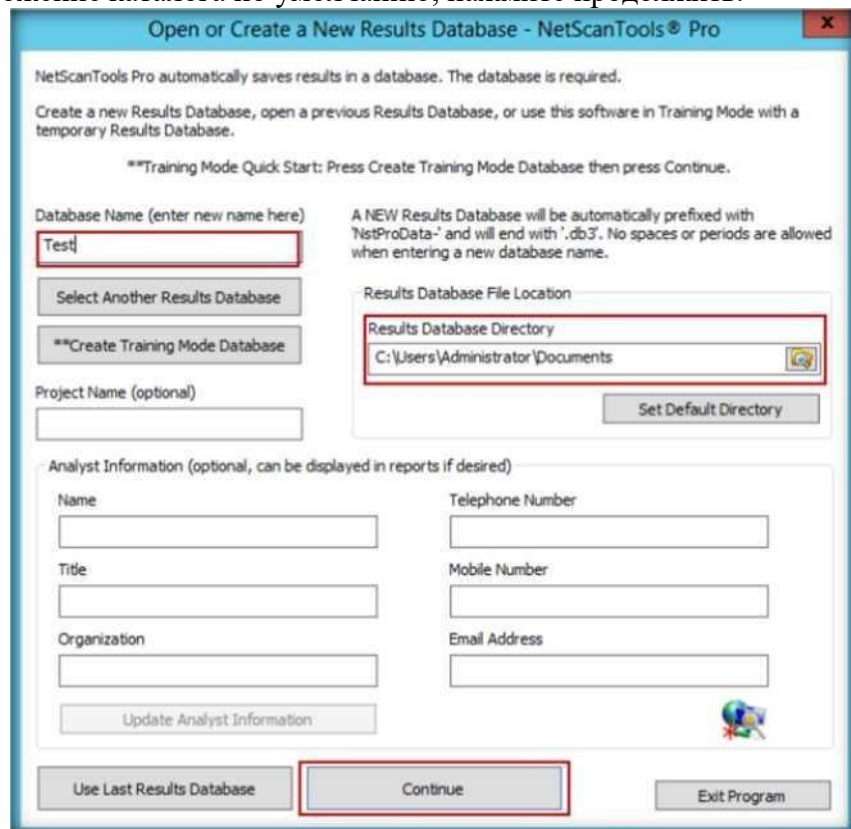 каталога по умолчанию, нажмите продолжить.
Open or Create a New Results Database - NetScanTools® Pro
x
NetScanTools Pro automatically saves results in a database. The database is required.
Create a new Results Database, open a previous Results Database, or use this software in Training Mode with a
temporary Results Database.
**Training Mode Quick Start: Press Create Training Mode Database then press Continue.
Database Name (enter new name here)
Test
Select Another Results Database
**Create Training Mode Database
Project Name (optional)
A NEW Results Database will be automatically prefixed with
'NstProData-' and will end with '.db3'. No spaces or periods are allowed
when entering a new database name.
Results Database File Location
Results Database Directory
C:\Users\Administrator\Documents
Set Default Directory
Analyst Information (optional, can be displayed in reports if desired)
Name
Telephone Number
Title
Mobile Number
Organization
Email Address
Update Analyst Information
Use Last Results Database
Continue
Exit Program